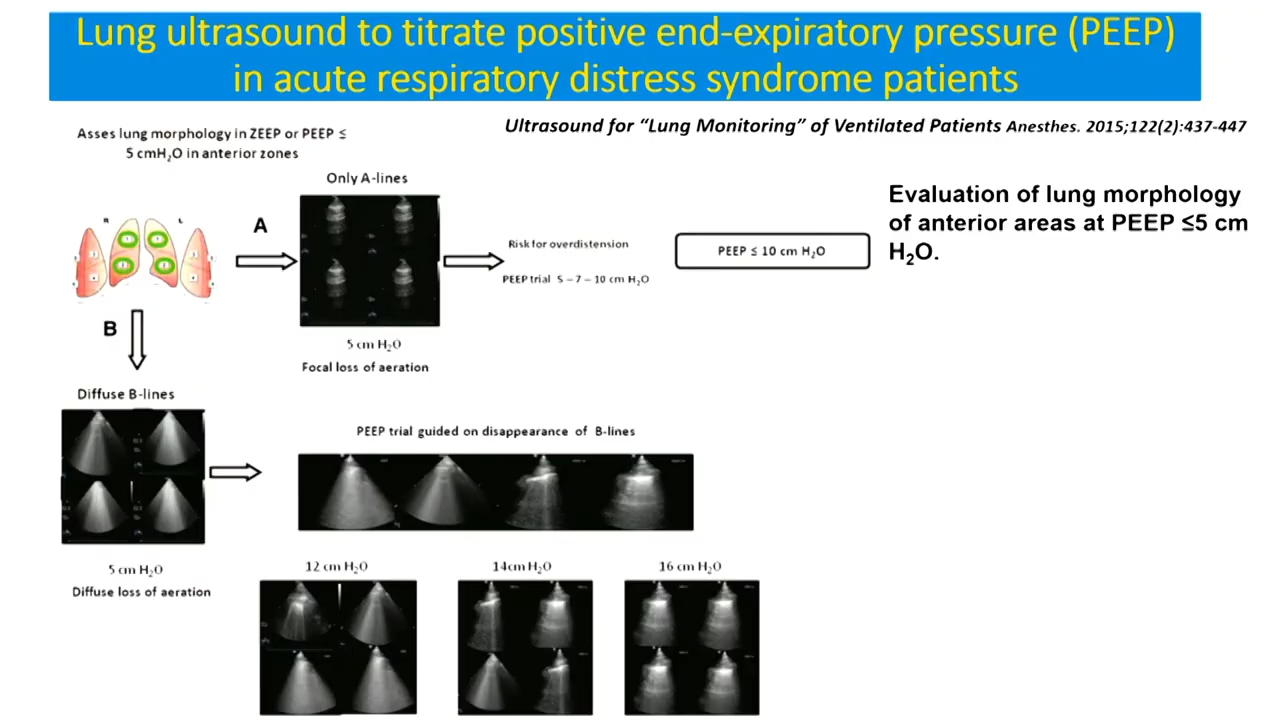 Lung ultrasound to titrate positive end-expiratory pressure (PEEP)
in acute respiratory distress syndrome patients
Asses lung morphology in ZEEP or PEEP ≤
5 cmH₂O in anterior zones
Ultrasound for “Lung Monitoring” of Ventilated Patients Anesthes. 2015;122(2):437-447
Only A-lines
Evaluation of lung morphology
of anterior areas at PEEP ≤5 cm
H₂O.
R
L
A
Risk for overdistension
PEEP trial 5 – 7 – 10 cm H₂O
PEEP ≤ 10 cm H₂O
B
5 cm H₂O
Focal loss of aeration
Diffuse B-lines
PEEP trial guided on disappearance of B-lines
5 cm H₂O
Diffuse loss of aeration
12 cm H₂O
14cm H₂O
16 cm H₂O